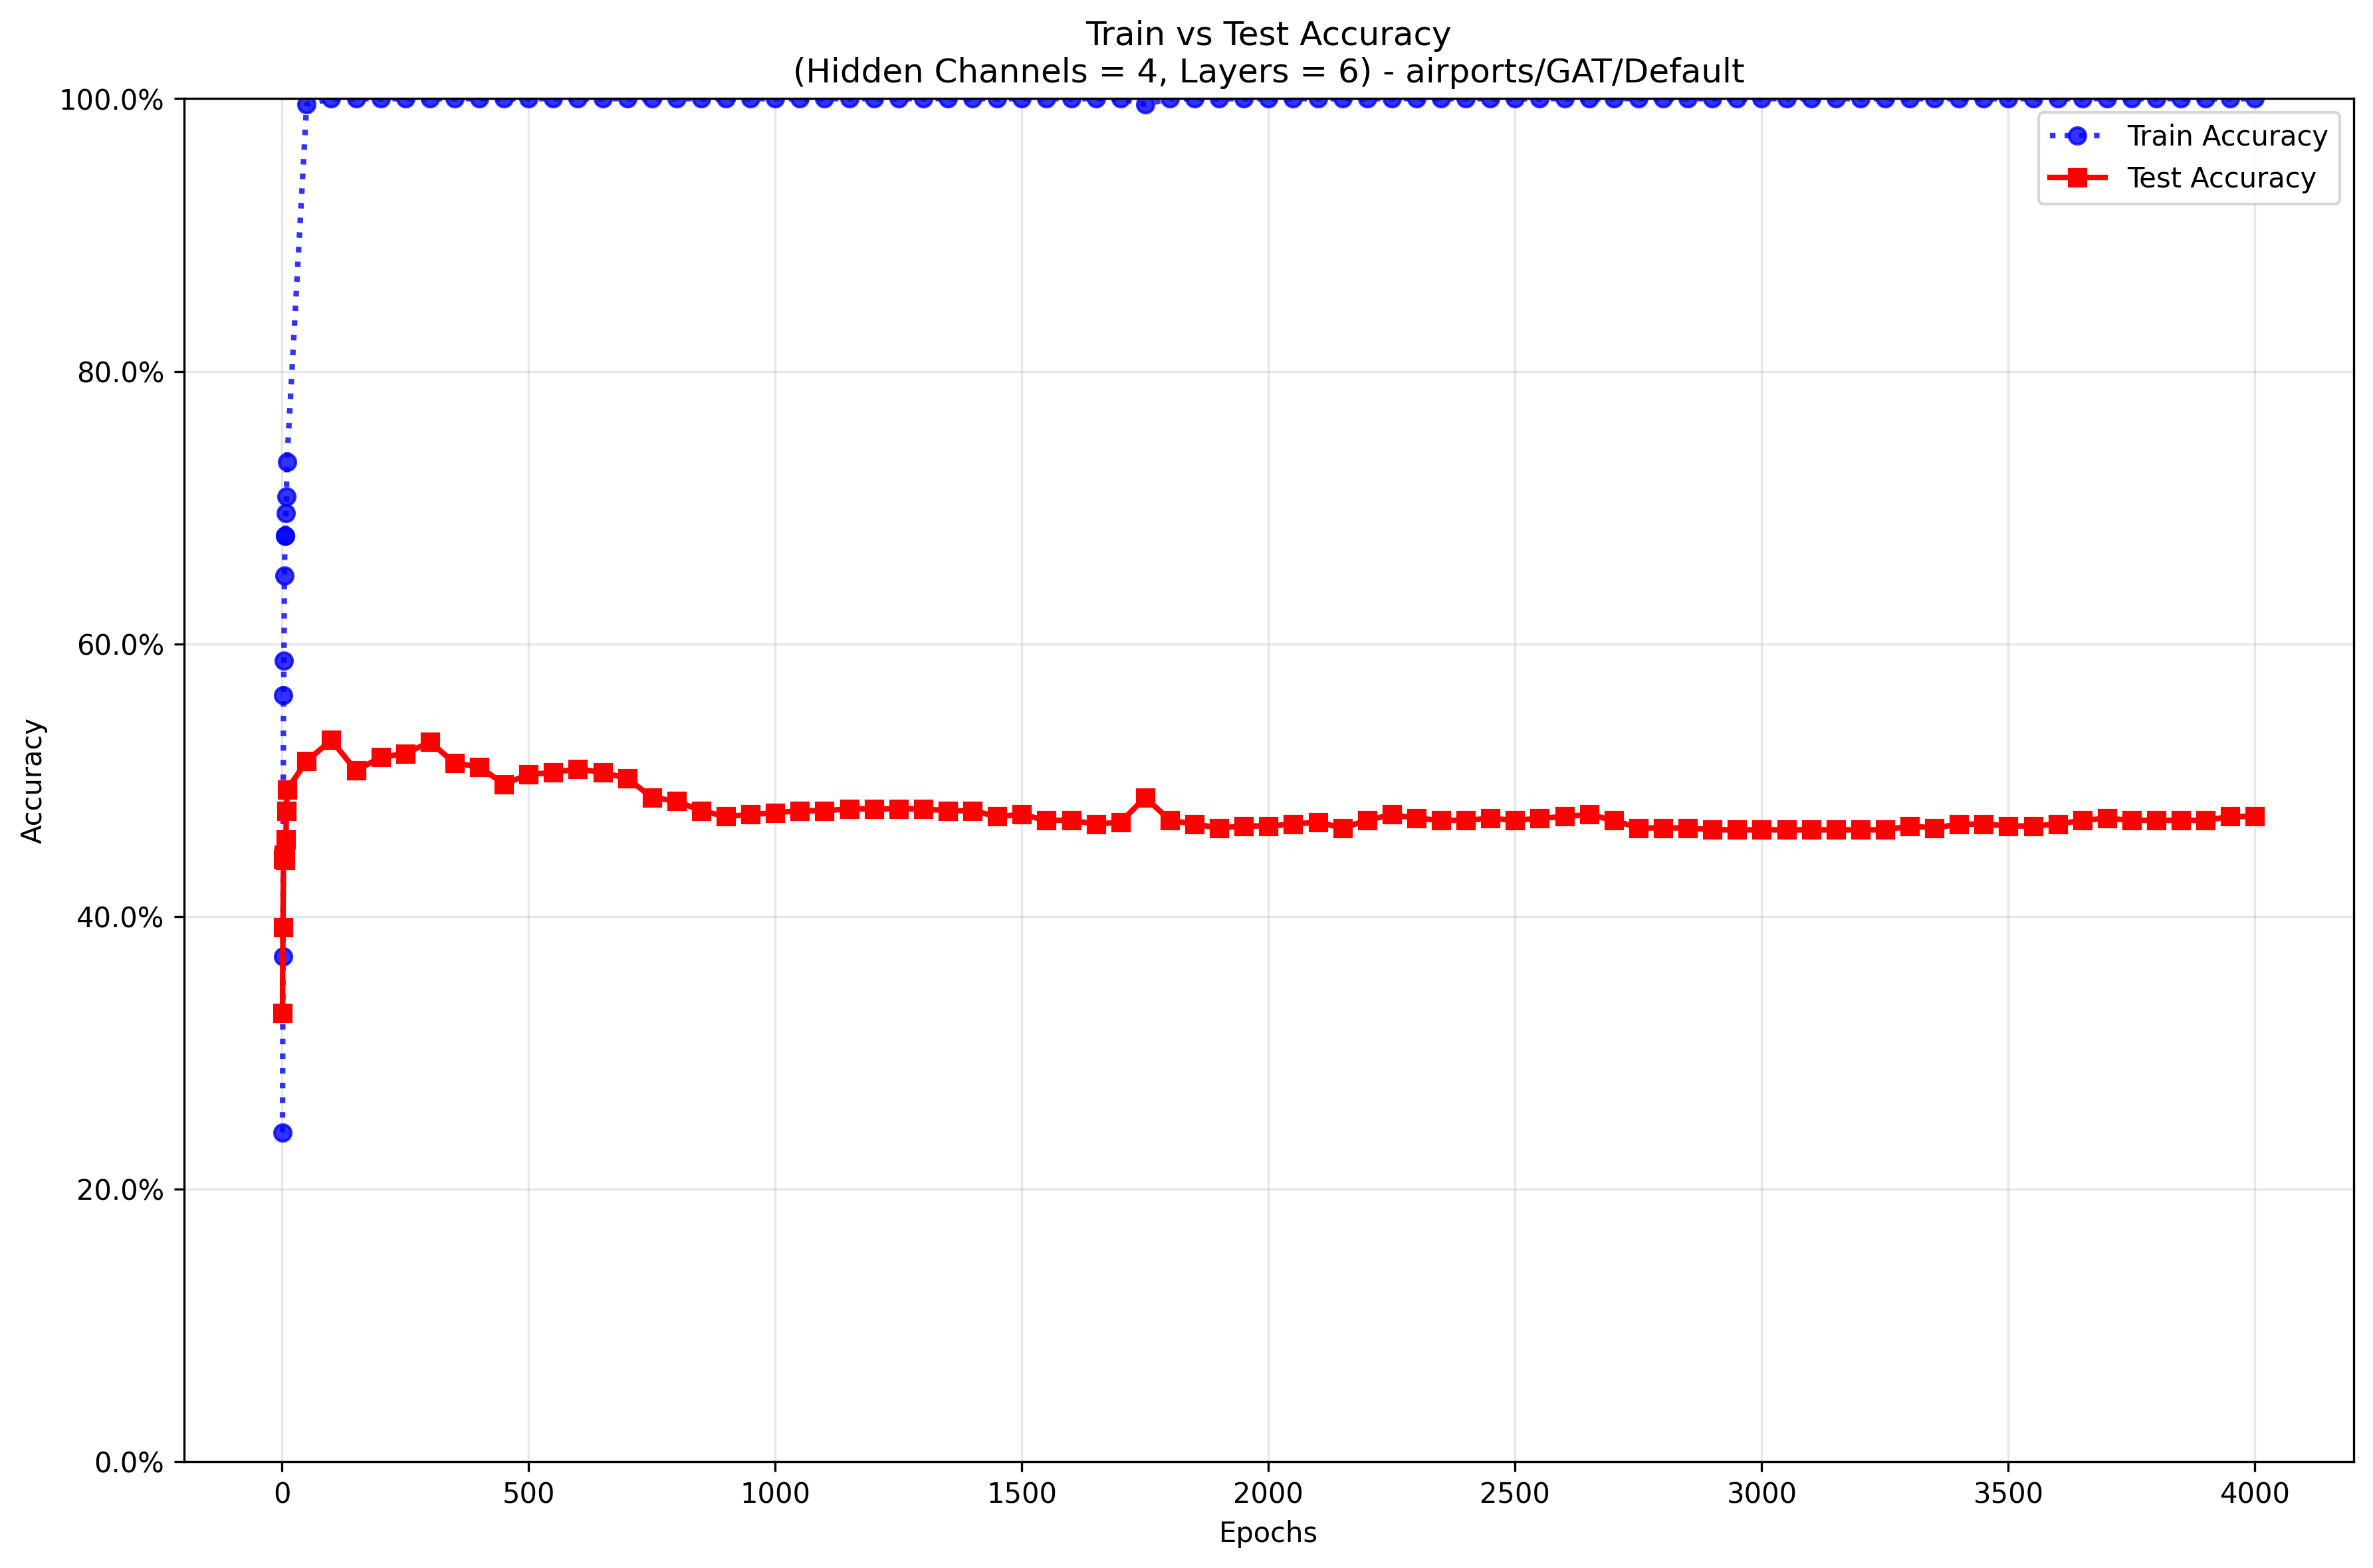 Train vs Test Accuracy
(Hidden Channels = 4, Layers = 6) - airports/GAT/Default
100.0%
80.0%
60.0%
40.0%
20.0%
0.0%
Accuracy
Train Accuracy
Test Accuracy
0 500 1000 1500 2000 2500 3000 3500 4000
Epochs